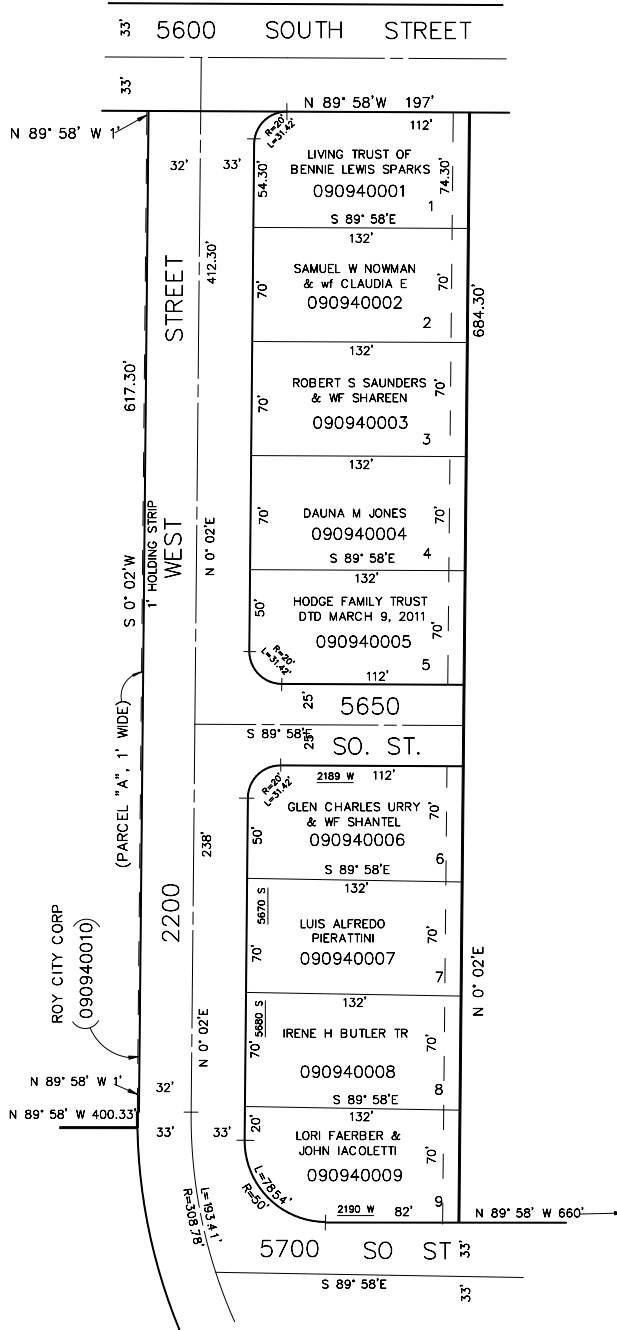 33'
5600 SOUTH STREET
33'
N 89° 58'W 197'
N 89° 58' W 1'
R=20'
L=31.42'
112'
32'
33'
54.30'
LIVING TRUST OF
BENNIE LEWIS SPARKS
090940001
74.30'
1
S 89° 58'E
132'
412.30'
SAMUEL W NOWMAN
& wf CLAUDIA E
090940002
70'
70'
2
684.30'
132'
617.30'
ROBERT S SAUNDERS
& WF SHAREEN
090940003
70'
70'
3
132'
70'
DAUNA M JONES
090940004
70'
S 89° 58'E
4
132'
S 0° 02'W
1' HOLDING STRIP
2200 WEST STREET
N 0° 02'E
50'
HODGE FAMILY TRUST
DTD MARCH 9, 2011
090940005
70'
5
R=20'
L=31.42'
112'
25'
5650
S 89° 58'E
25'
SO. ST.
(PARCEL "A", 1' WIDE)
R=20'
L=31.42'
2189 W 112'
GLEN CHARLES URRY
& WF SHANTEL
090940006
50'
70'
6
238'
S 89° 58'E
132'
5670 S
LUIS ALFREDO
PIERATTINI
090940007
70'
70'
7
N 0° 02'E
132'
ROY CITY CORP
(090940010)
N 0° 02'E
5680 S
70'
IRENE H BUTLER TR
090940008
70'
8
S 89° 58'E
N 89° 58' W 1'
32'
132'
N 89° 58' W 400.33'
33'
33'
20'
LORI FAERBER &
JOHN IACOLETTI
090940009
70'
9
L=78.54'
R=50'
2190 W 82'
N 89° 58' W 660'
L=193.41'
R=308.78'
5700 SO ST
33'
S 89° 58'E
33'